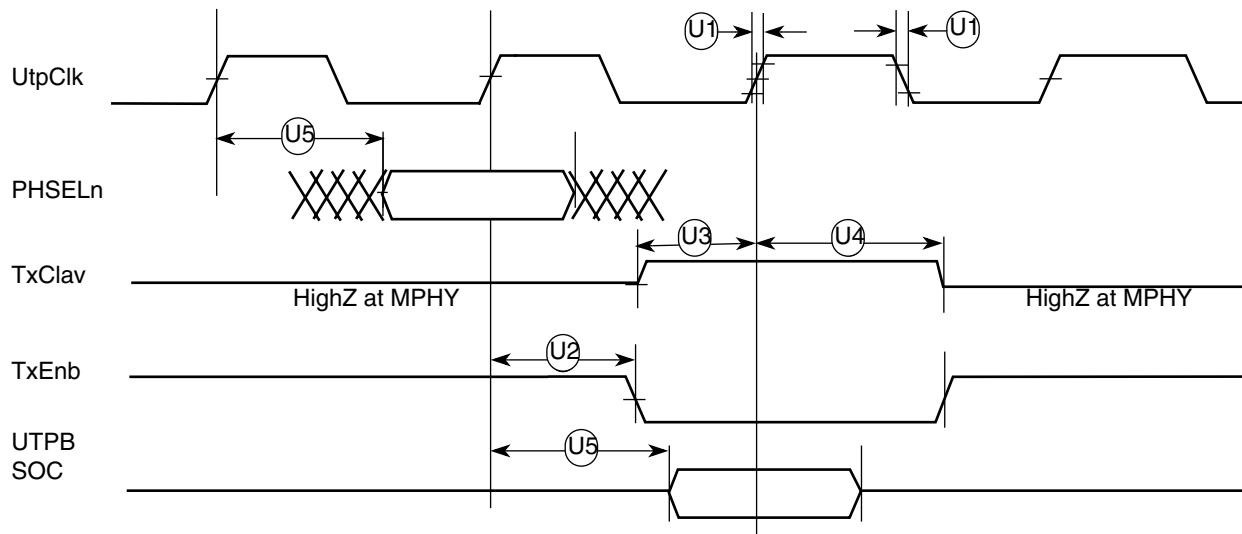 U1
U1
UtpClk
U5
PHSELn
U3
U4
TxClav
HighZ at MPHY
HighZ at MPHY
U2
TxEnb
UTPB
SOC
U5